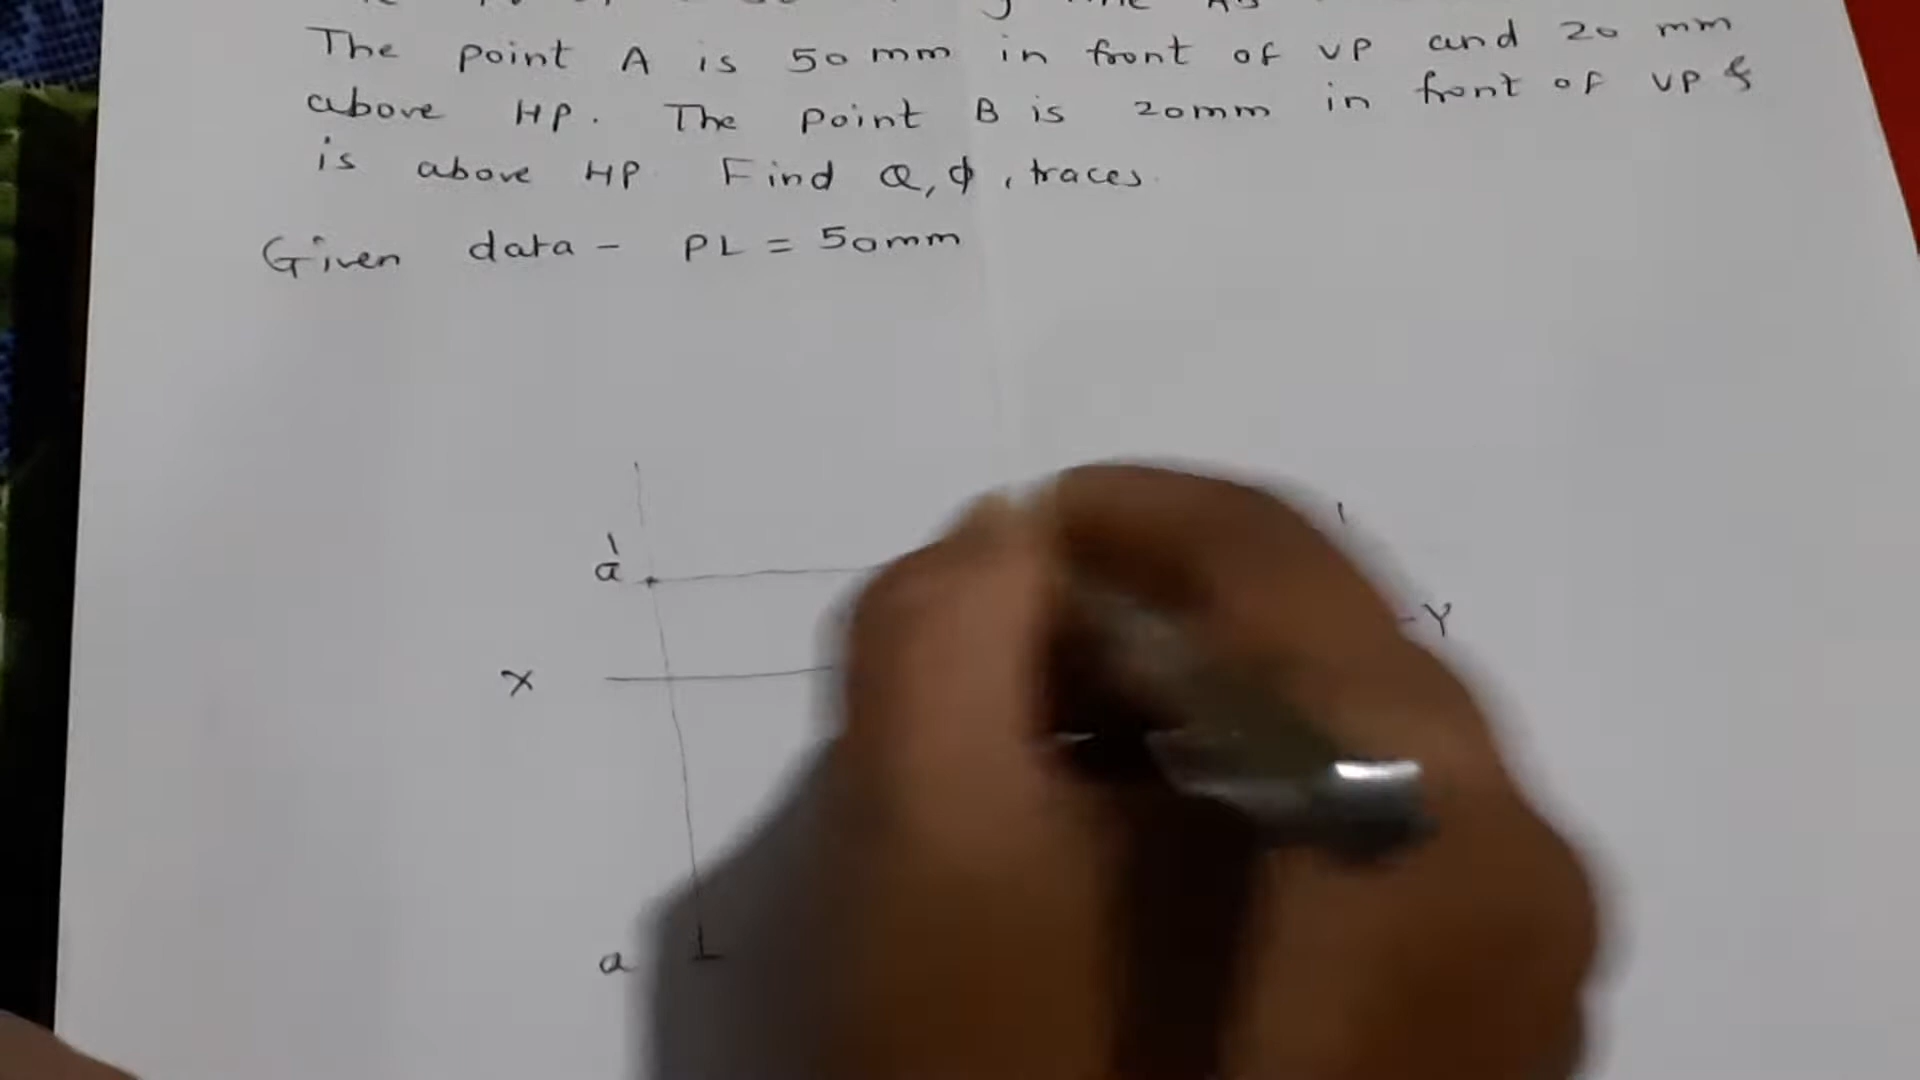 The point A is 50 mm in front of VP and 20 mm
above HP. The point B is 20mm in front of VP &
is above HP Find θ, φ, traces.
Given data - PL = 50mm
a'
Y
X
a